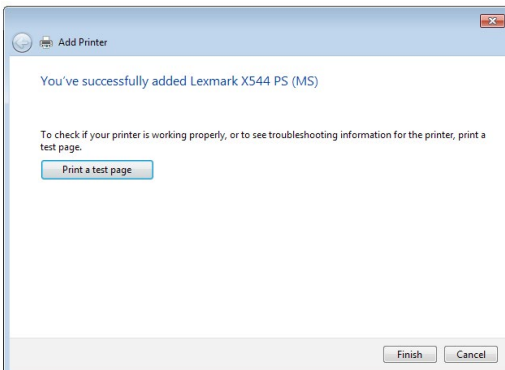 Add Printer
You've successfully added Lexmark X544 PS (MS)
To check if your printer is working properly, or to see troubleshooting information for the printer, print a
test page.
Print a test page
Finish Cancel